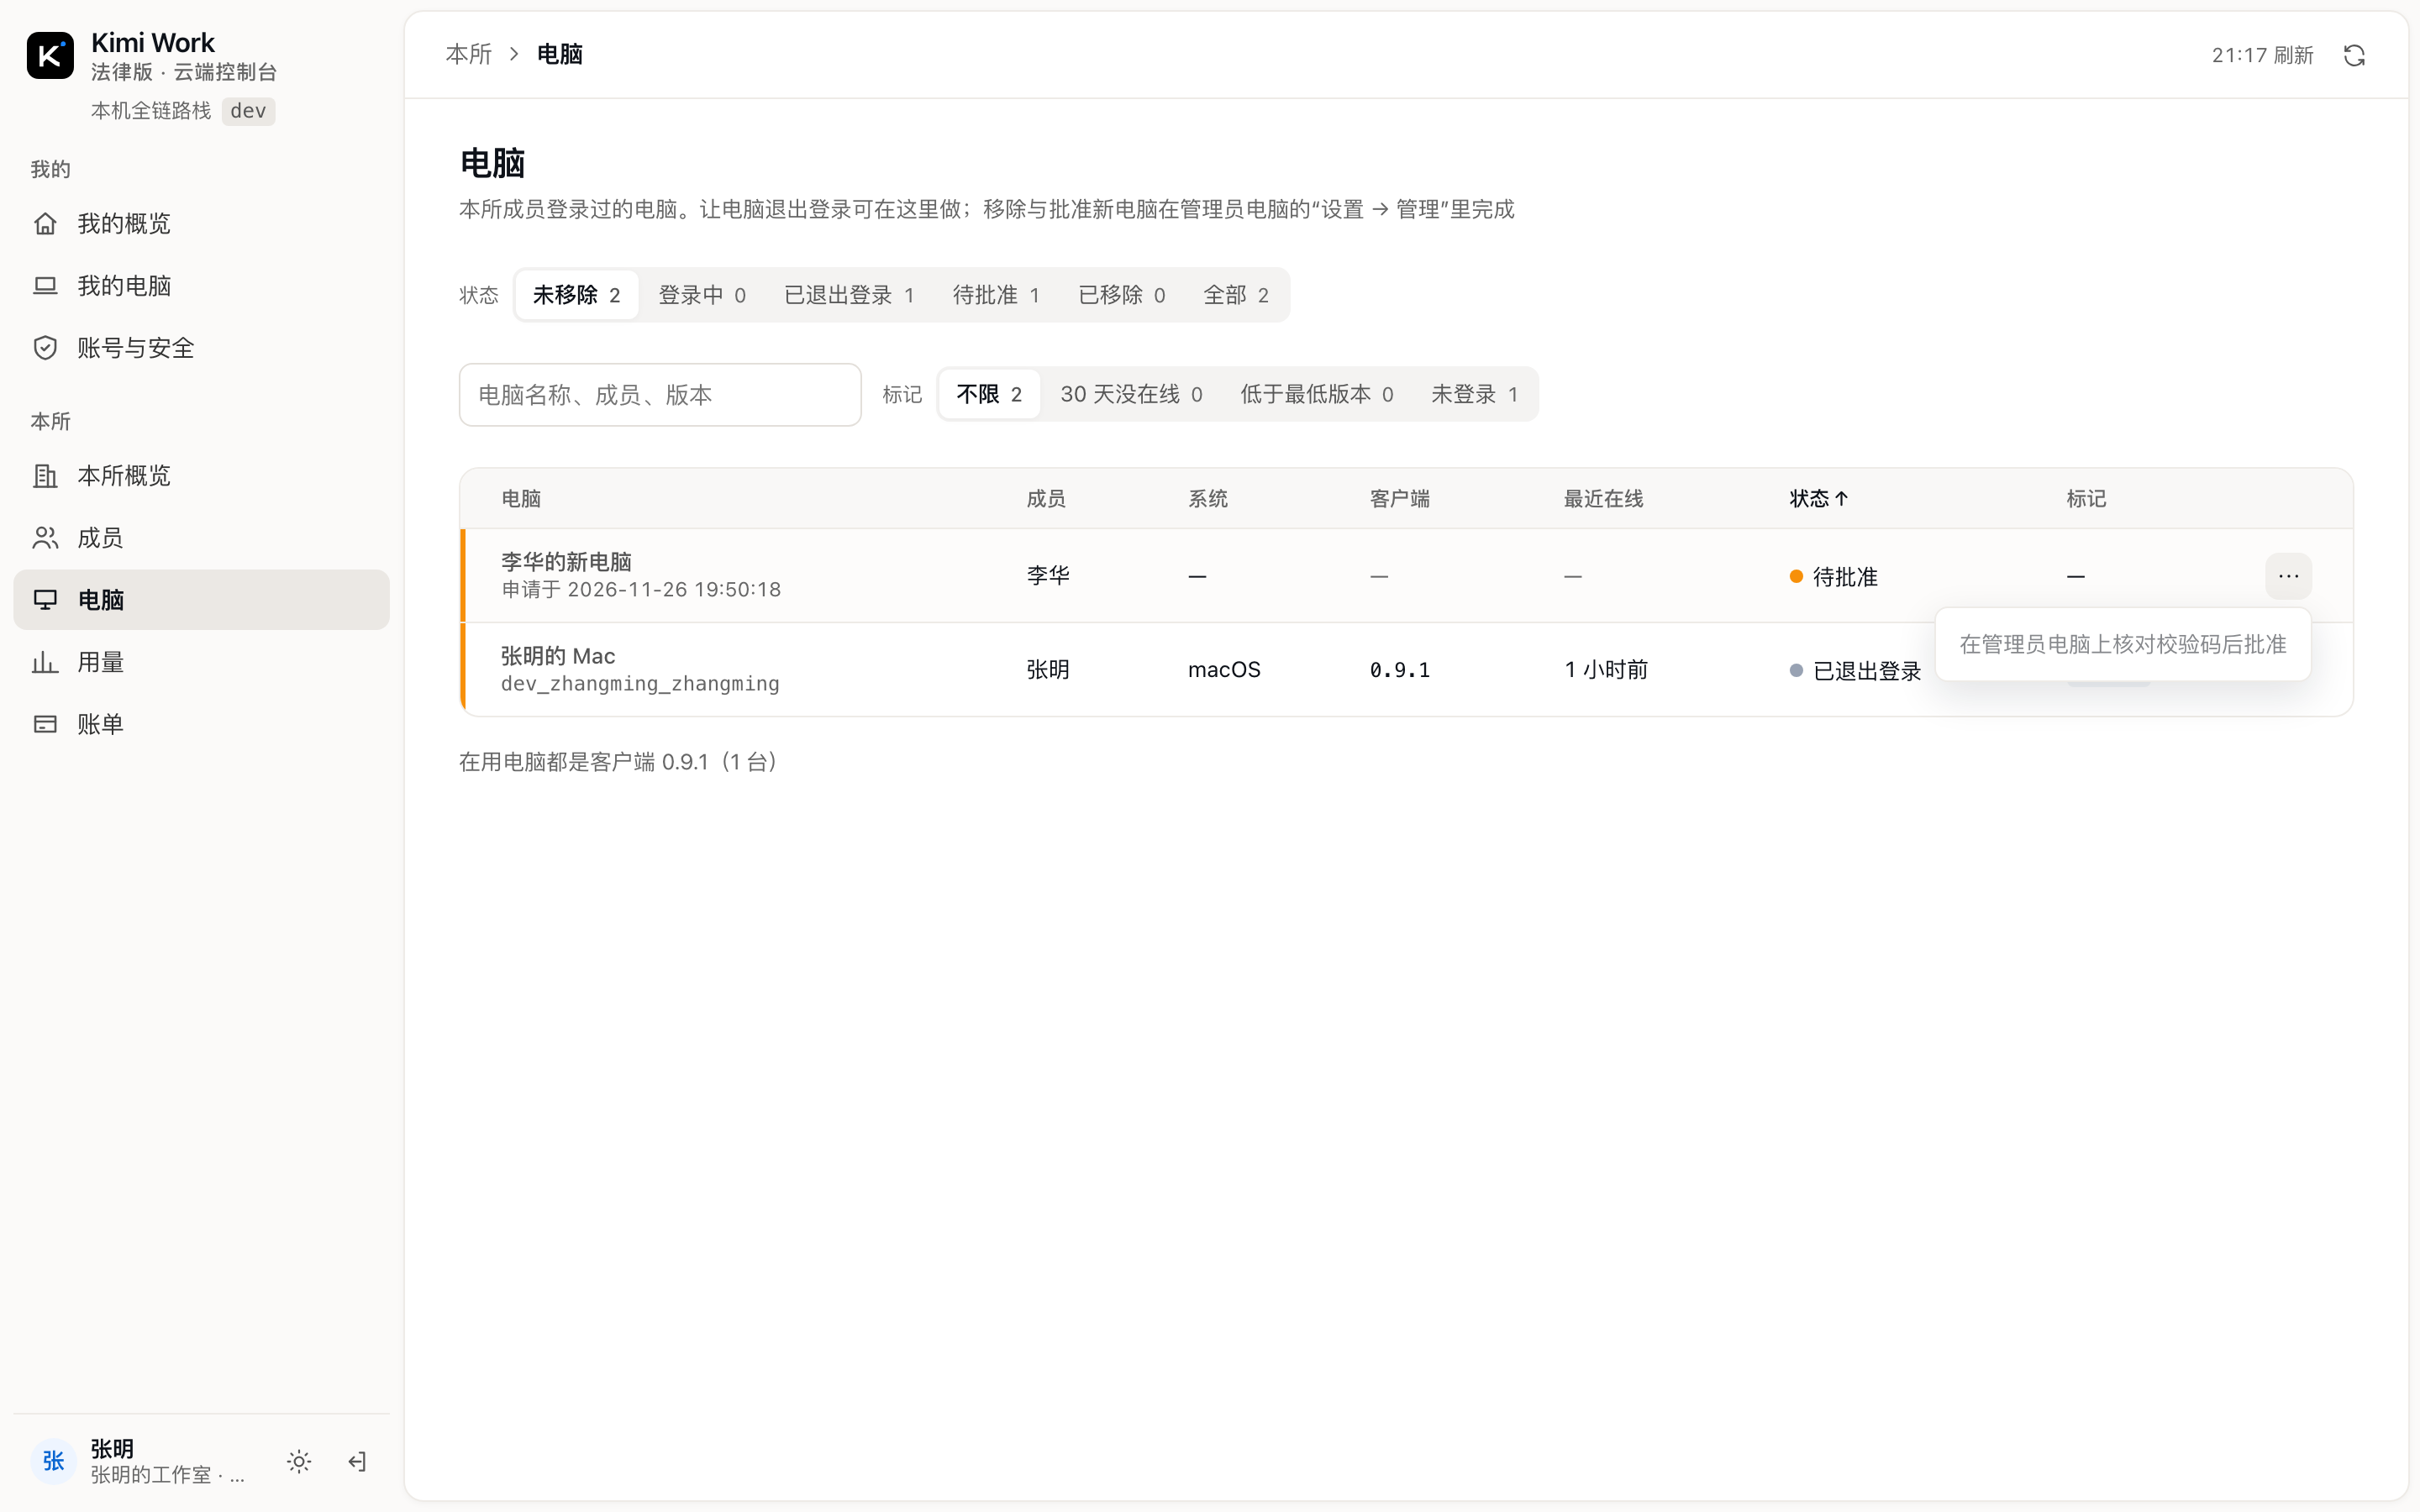 Kimi Work
法律版 · 云端控制台
本机全链路栈 dev
我的
我的概览
我的电脑
账号与安全
本所
本所概览
成员
电脑
用量
账单
张
张明
张明的工作室 · ...
本所 > 电脑
21:17 刷新
电脑
本所成员登录过的电脑。让电脑退出登录可在这里做；移除与批准新电脑在管理员电脑的“设置 → 管理”里完成
状态 未移除 2 登录中 0 已退出登录 1 待批准 1 已移除 0 全部 2
电脑名称、成员、版本 标记 不限 2 30 天没在线 0 低于最低版本 0 未登录 1
电脑 成员 系统 客户端 最近在线 状态 ↑ 标记
李华的新电脑
申请于 2026-11-26 19:50:18
李华 — — — 待批准 — ···
在管理员电脑上核对校验码后批准
张明的 Mac
dev_zhangming_zhangming
张明 macOS 0.9.1 1 小时前 已退出登录
在用电脑都是客户端 0.9.1（1 台）